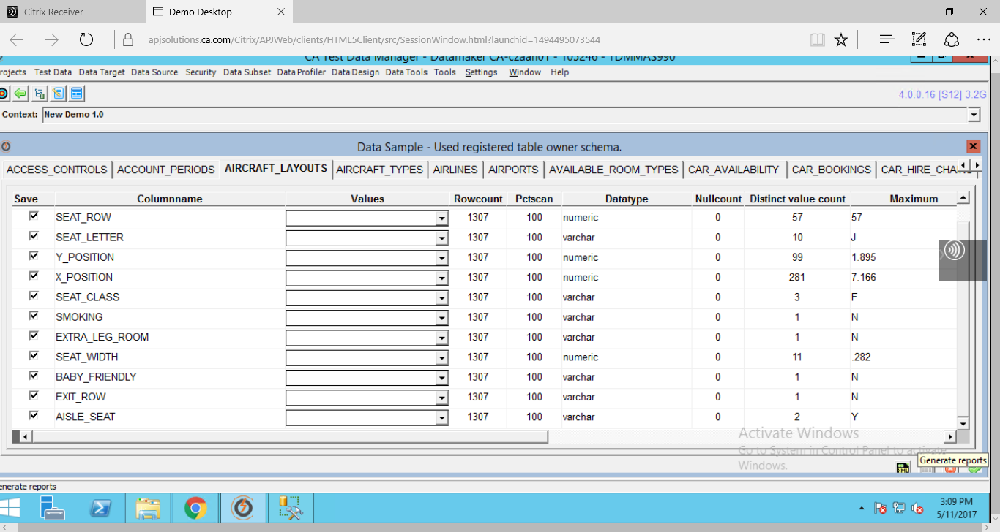 Citrix Receiver Demo Desktop
apjsolutions.ca.com/Citrix/APJWeb/clients/HTML5Client/src/SessionWindow.html?launchid=1494495073544
CA Test Data Manager - Datamaker CA-czaah01 - 105246 - TDMMAS990
rojects Test Data Data Target Data Source Security Data Subset Data Profiler Data Design Data Tools Tools Settings Window Help
4.0.0.16 [S12] 3.2G
Context: New Demo 1.0
Data Sample - Used registered table owner schema.
ACCESS_CONTROLS ACCOUNT_PERIODS AIRCRAFT_LAYOUTS AIRCRAFT_TYPES AIRLINES AIRPORTS AVAILABLE_ROOM_TYPES CAR_AVAILABILITY CAR_BOOKINGS CAR_HIRE_CHAINS
Save Columnname Values Rowcount Pctscan Datatype Nullcount Distinct value count Maximum
SEAT_ROW 1307 100 numeric 0 57 57
SEAT_LETTER 1307 100 varchar 0 10 J
Y_POSITION 1307 100 numeric 0 99 1.895
X_POSITION 1307 100 numeric 0 281 7.166
SEAT_CLASS 1307 100 varchar 0 3 F
SMOKING 1307 100 varchar 0 1 N
EXTRA_LEG_ROOM 1307 100 varchar 0 1 N
SEAT_WIDTH 1307 100 numeric 0 11 .282
BABY_FRIENDLY 1307 100 varchar 0 1 N
EXIT_ROW 1307 100 varchar 0 1 N
AISLE_SEAT 1307 100 varchar 0 2 Y
Activate Windows
Go to System in Control Panel to activate
Windows.
XML
Generate reports
enerate reports
3:09 PM
5/11/2017